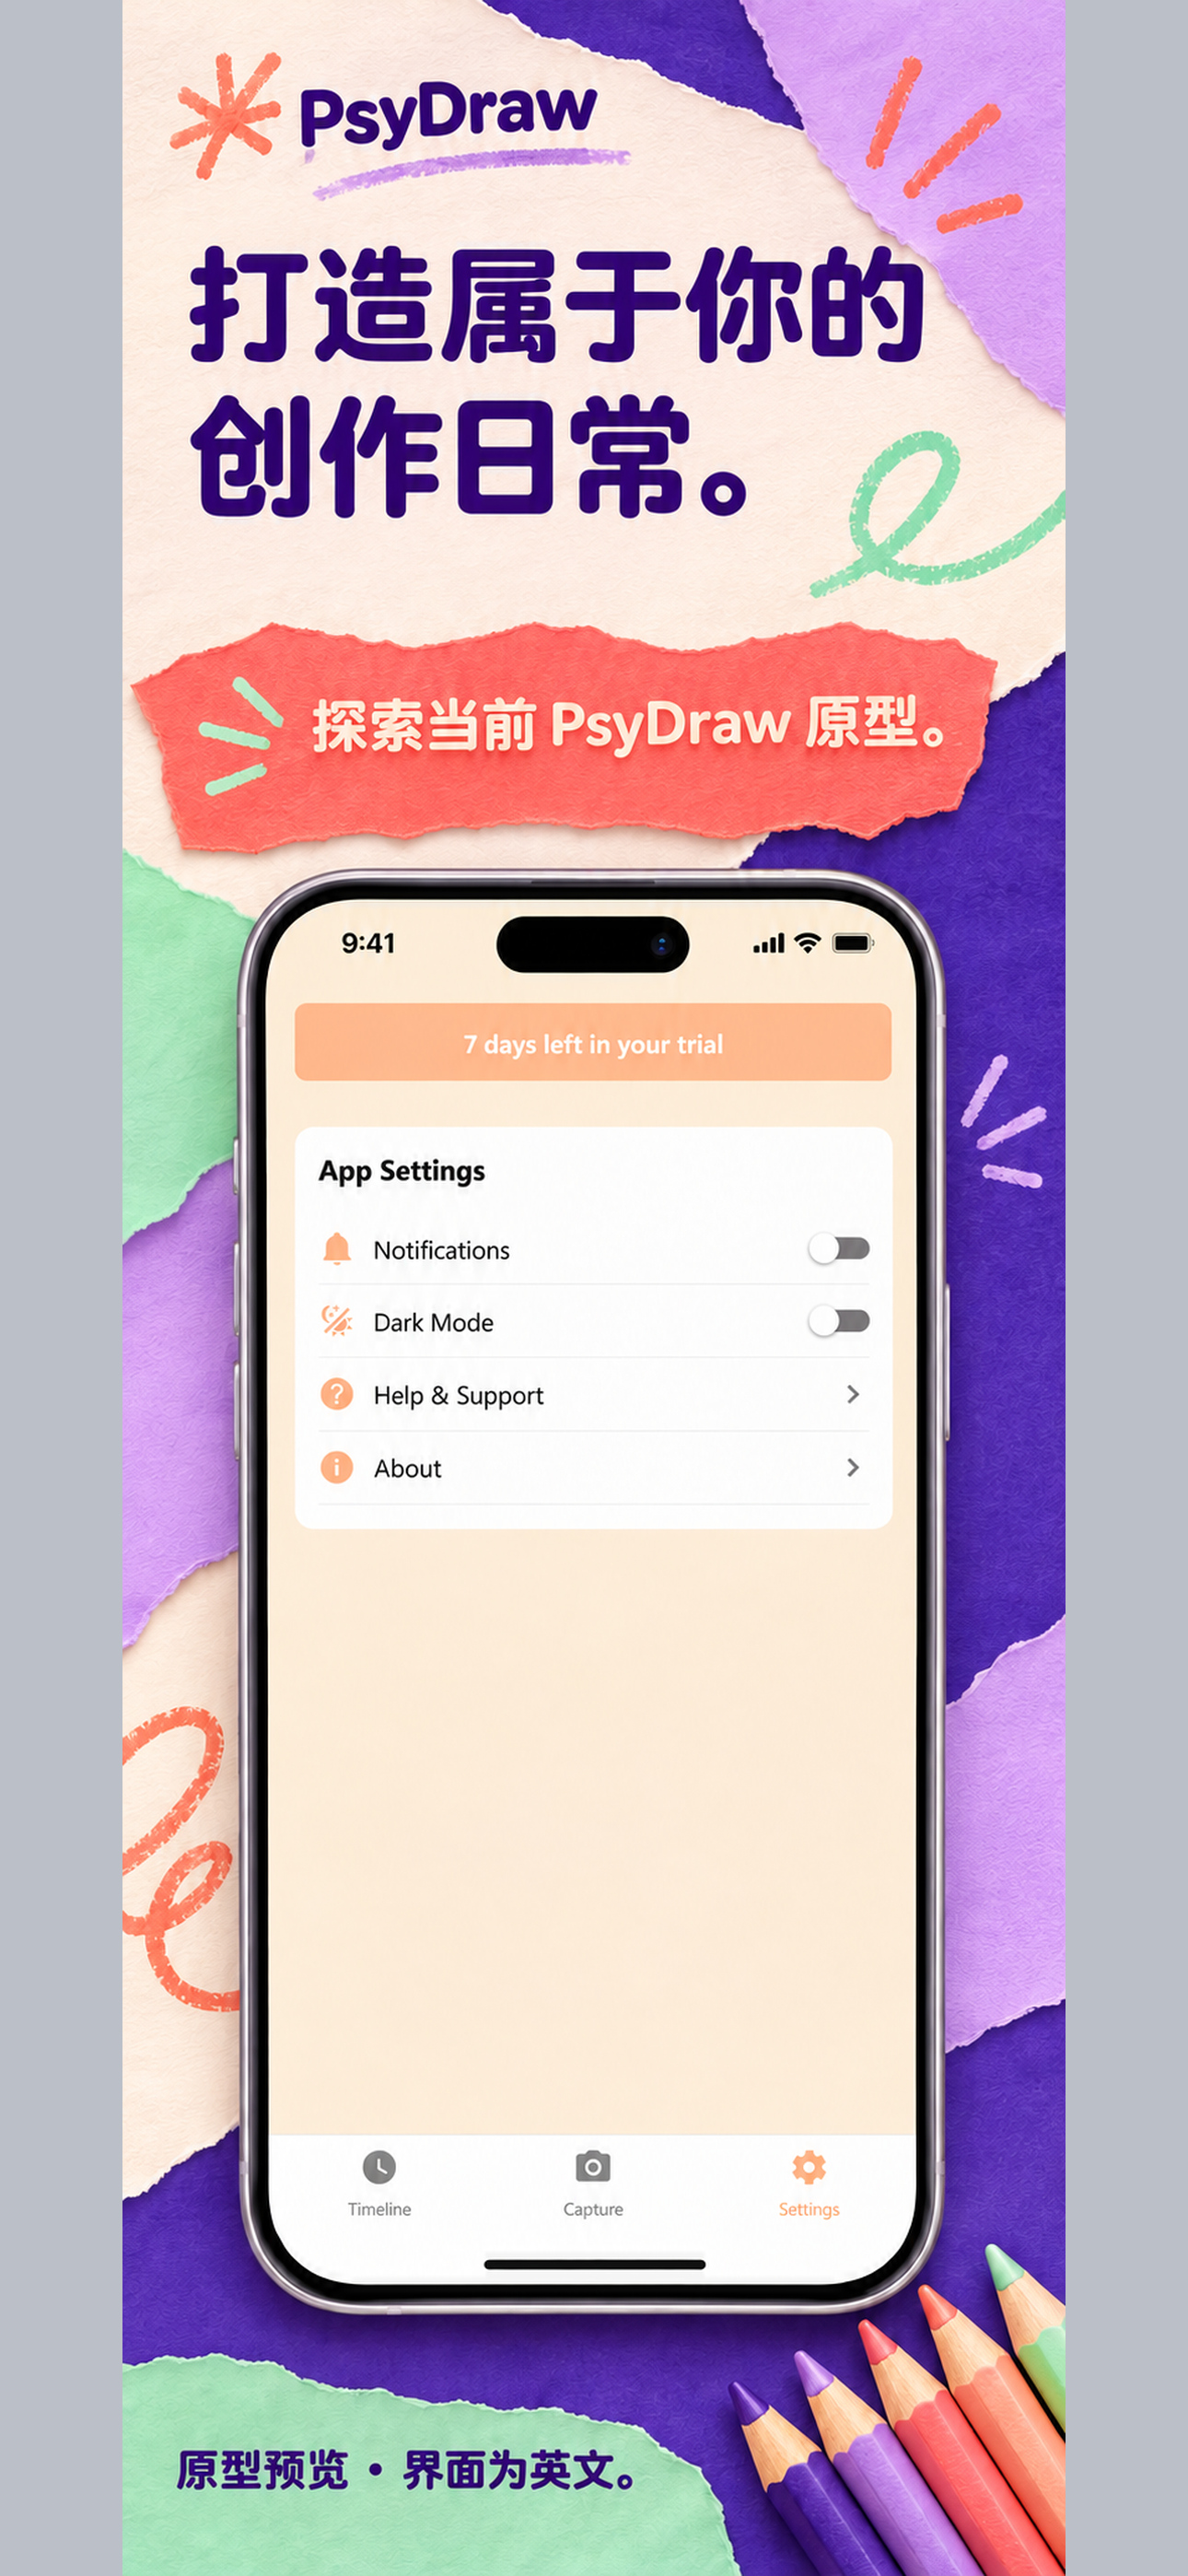 PsyDraw
打造属于你的
创作日常。
探索当前 PsyDraw 原型。
9:41
7 days left in your trial
App Settings
Notifications
Dark Mode
Help & Support
About
Timeline
Capture
Settings
原型预览 • 界面为英文。